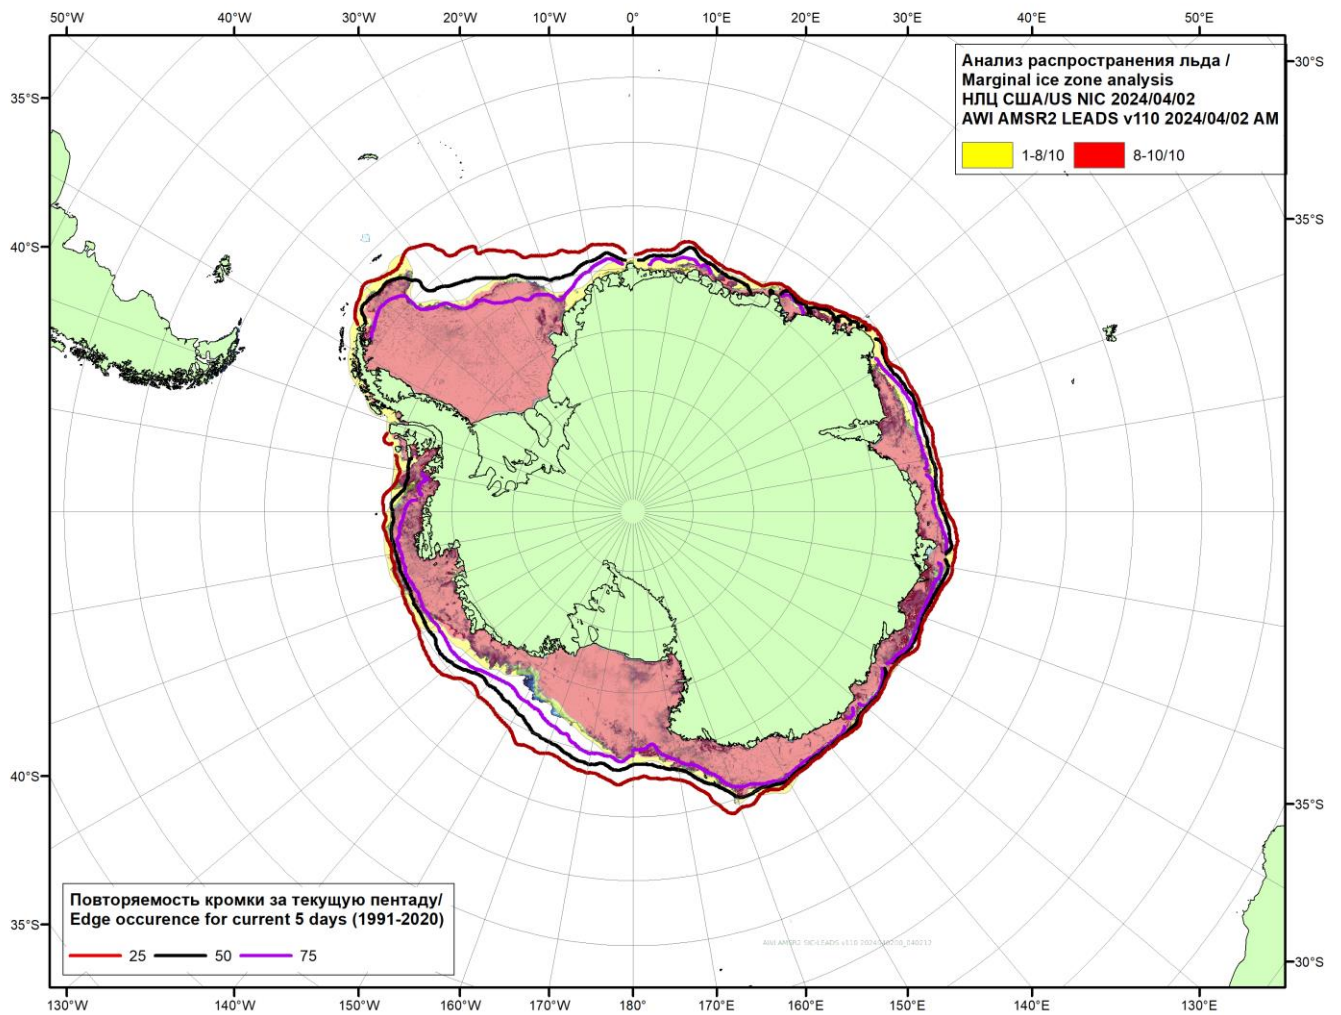 50°W 40°W 30°W 20°W 10°W 0° 10°E 20°E 30°E 40°E 50°E
Анализ распространения льда /
Marginal ice zone analysis
НЛЦ США/US NIC 2024/04/02
AWI AMSR2 LEADS v110 2024/04/02 AM
1-8/10 8-10/10
30°S
35°S
35°S
40°S
40°S
35°S
Повторяемость кромки за текущую пентаду/
Edge occurence for current 5 days (1991-2020)
25 50 75
35°S
30°S
130°W 140°W 150°W 160°W 170°W 180° 170°E 160°E 150°E 140°E 130°E